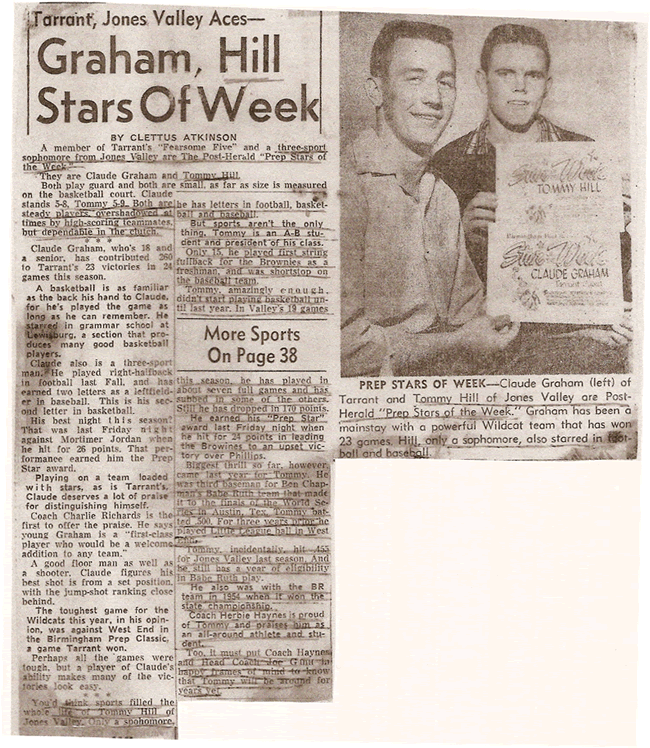 Tarrant, Jones Valley Aces—
Graham, Hill
Stars Of Week
BY CLETTUS ATKINSON
A member of Tarrant's "Fearsome Five" and a three-sport
sophomore from Jones Valley are The Post-Herald "Prep Stars of
the Week."
They are Claude Graham and Tommy Hill.
Both play guard and both are small, as far as size is measured
on the basketball court. Claude
stands 5-8, Tommy 5-9. Both are
steady players, overshadowed at
times by high-scoring teammates,
but dependable in the clutch.
* * *
Claude Graham, who's 18 and
a senior, has contributed 260
to Tarrant's 23 victories in 24
games this season.
A basketball is as familiar
as the back his hand to Claude,
for he's played the game as
long as he can remember. He
starred in grammar school at
Lewisburg, a section that pro-
duces many good basketball
players.
Claude also is a three-sport
man. He played right-halfback
in football last Fall, and has
earned two letters as a leftfield-
er in baseball. This is his sec-
ond letter in basketball.
His best night this season?
That was last Friday night
against Mortimer Jordan when
he hit for 26 points. That per-
formance earned him the Prep
Star award.
Playing on a team loaded
with stars, as is Tarrant's,
Claude deserves a lot of praise
for distinguishing himself.
Coach Charlie Richards is the
first to offer the praise. He says
young Graham is a "first-class
player who would be a welcome
addition to any team."
A good floor man as well as
a shooter, Claude figures his
best shot is from a set position,
with the jump-shot ranking close
behind.
The toughest game for the
Wildcats this year, in his opin-
ion, was against West End in
the Birmingham Prep Classic,
a game Tarrant won.
Perhaps all the games were
tough, but a player of Claude's
ability makes many of the vic-
tories look easy.
* * *
You'd think sports filled the
whole life of Tommy Hill of
Jones Valley. Only a spohomore,
he has letters in football, basket-
ball and baseball.
But sports aren't the only
thing. Tommy is an A-B stu-
dent and president of his class.
Only 15, he played first string
fullback for the Brownies as a
freshman, and was shortstop on
the baseball team.
Tommy, amazingly enough,
didn't start playing basketball un-
til last year. In Valley's 19 games
More Sports
On Page 38
this season, he has played in
about seven full games and has
subbed in some of the others.
Still he has dropped in 170 points.
He earned his "Prep Star"
award last Friday night when
he hit for 24 points in leading
the Brownies to an upset vic-
tory over Phillips.
Biggest thrill so far, however,
came last year for Tommy. He
was third baseman for Ben Chap-
man's Babe Ruth team that made
it to the finals of the World Se-
ries in Austin, Tex. Tommy bat-
ted .500. For three years prior he
played Little League ball in West
End.
Tommy, incidentally, hit .455
for Jones Valley last season. And
he still has a year of eligibility
in Babe Ruth play.
He also was with the BR
team in 1954 when it won the
state championship.
Coach Herbie Haynes is proud
of Tommy and praises him as
an all-around athlete and stu-
dent.
Too, it must put Coach Haynes
and Head Coach Joe in
happy frames of mind to know
that Tommy will be around for
years yet.
TOMMY HILL
CLAUDE GRAHAM
PREP STARS OF WEEK—Claude Graham (left) of
Tarrant and Tommy Hill of Jones Valley are Post-
Herald "Prep Stars of the Week." Graham has been a
mainstay with a powerful Wildcat team that has won
23 games. Hill, only a sophomore, also starred in foot-
ball and baseball.